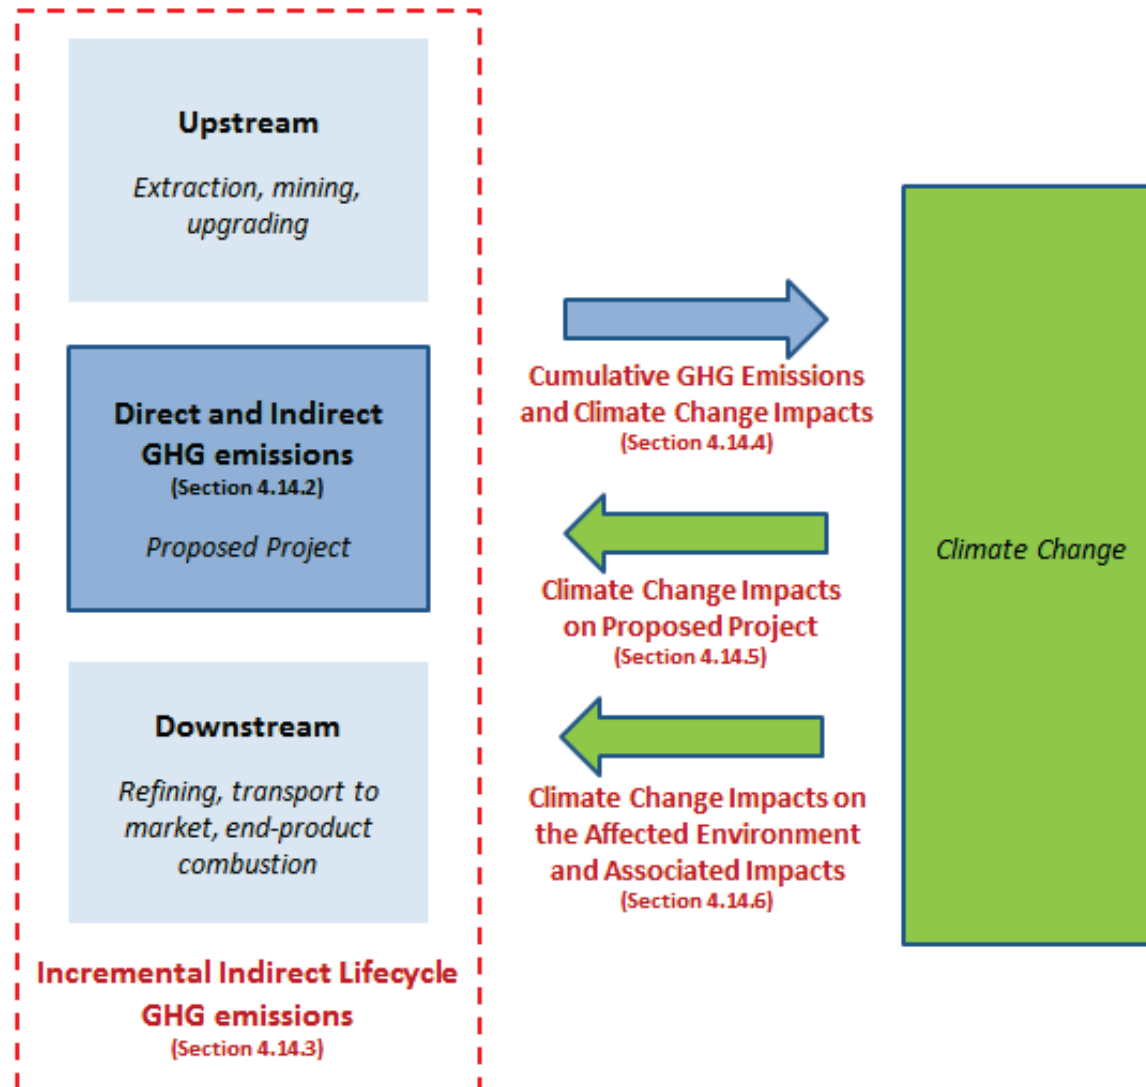 Upstream
Extraction, mining,
upgrading
Direct and Indirect
GHG emissions
(Section 4.14.2)
Proposed Project
Downstream
Refining, transport to
market, end-product
combustion
Incremental Indirect Lifecycle
GHG emissions
(Section 4.14.3)
Cumulative GHG Emissions
and Climate Change Impacts
(Section 4.14.4)
Climate Change Impacts
on Proposed Project
(Section 4.14.5)
Climate Change Impacts on
the Affected Environment
and Associated Impacts
(Section 4.14.6)
Climate Change